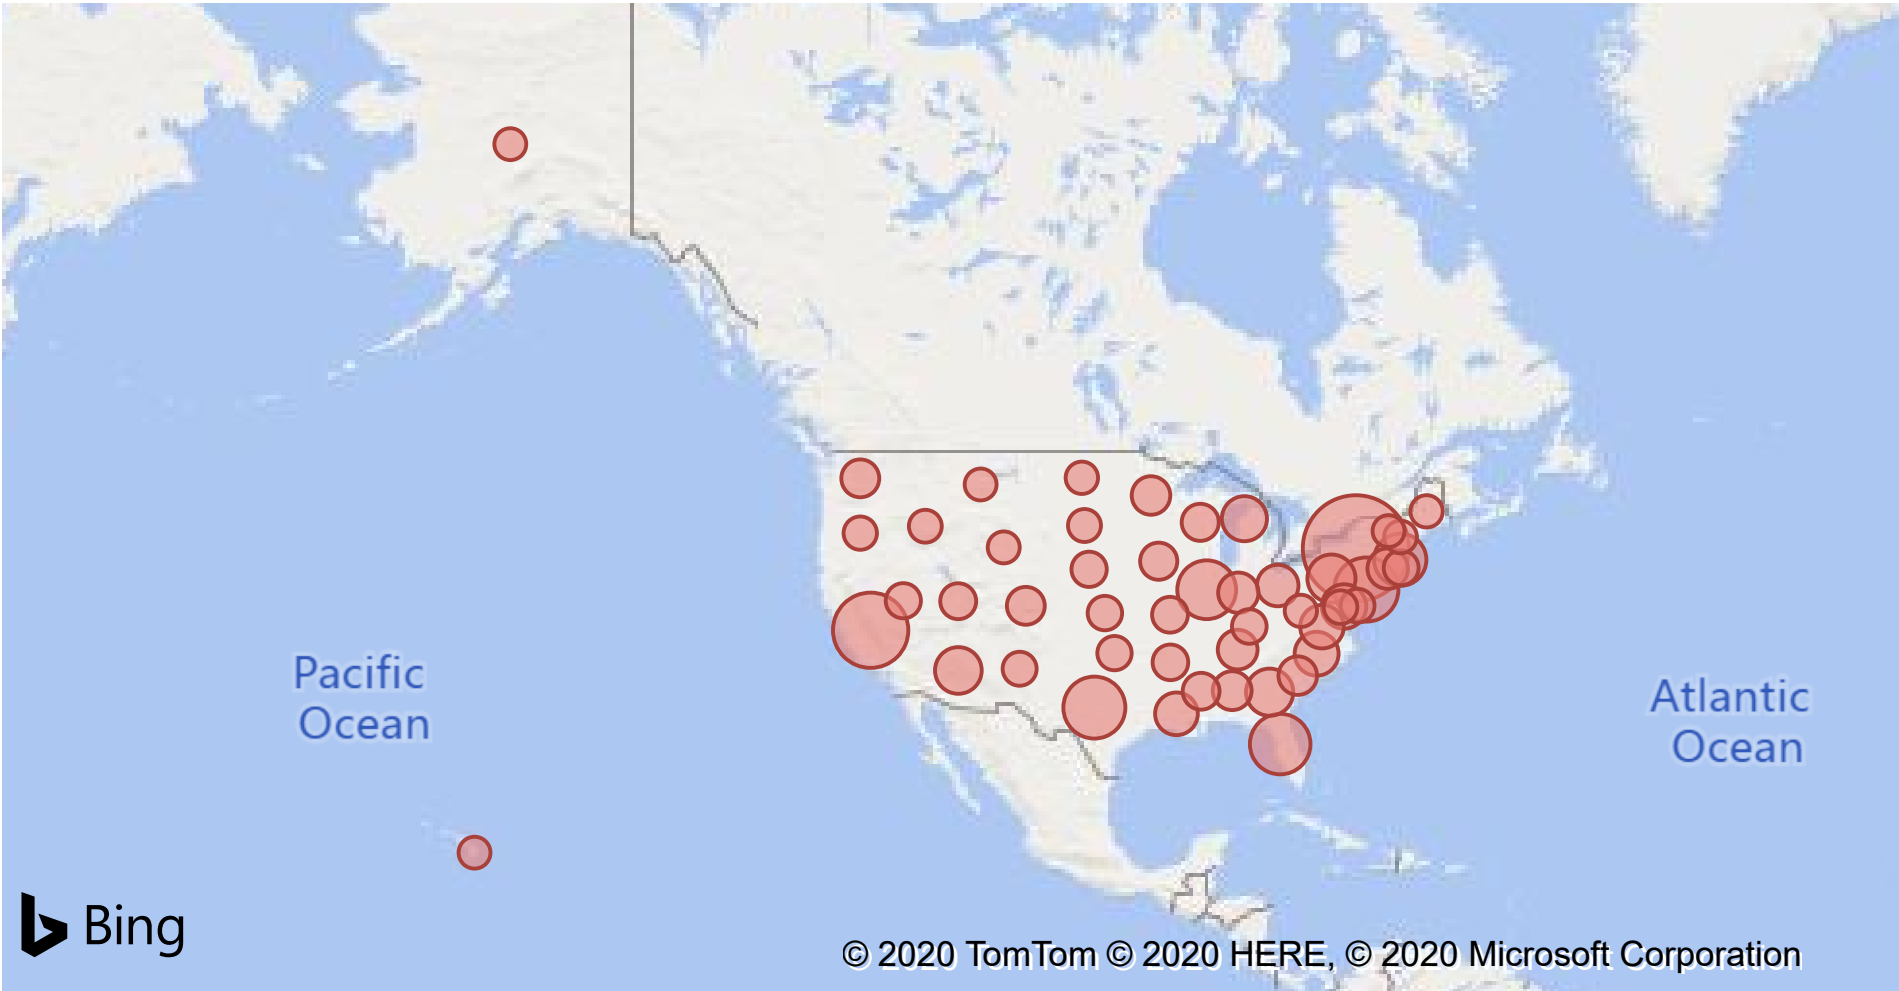 Pacific
Ocean
Atlantic
Ocean
Bing
© 2020 TomTom © 2020 HERE, © 2020 Microsoft Corporation